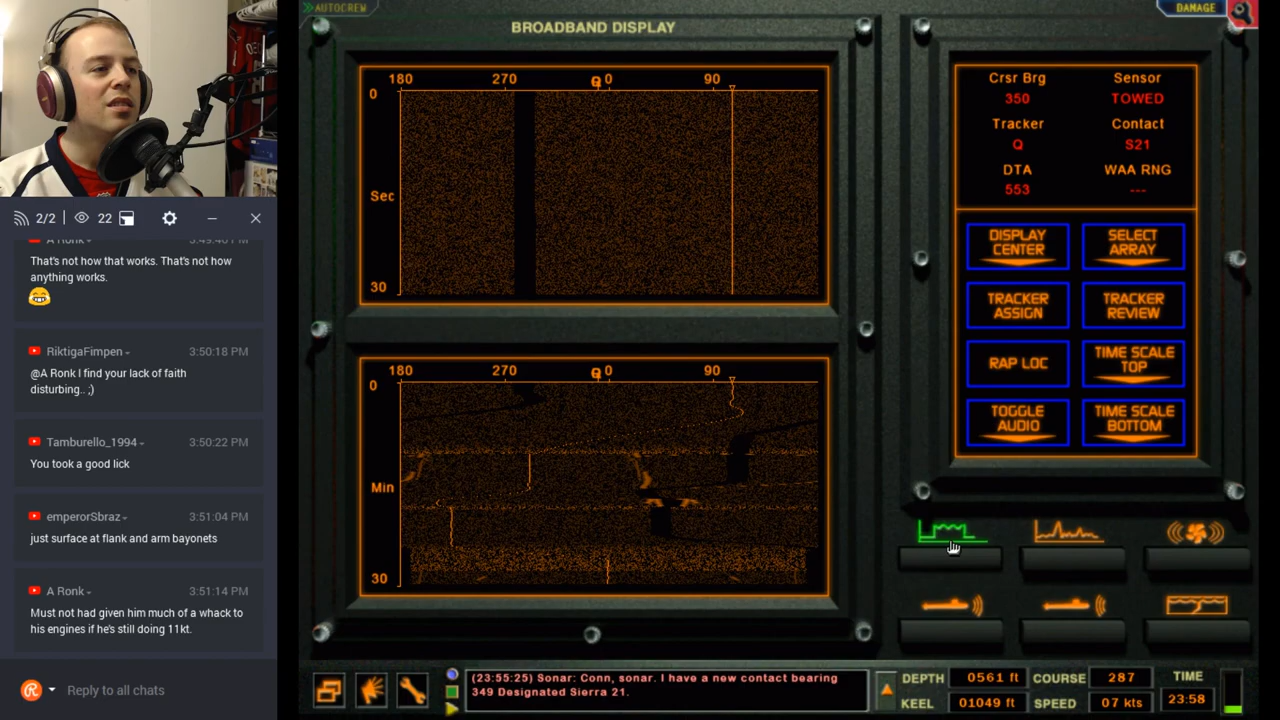 AUTOCREW
DAMAGE
BROADBAND DISPLAY
180 270 0 90
0
Sec
30
180 270 0 90
0
Min
30
Crsr Brg Sensor
350 TOWED
Tracker Contact
Q S21
DTA WAA RNG
553 ---
DISPLAY CENTER
SELECT ARRAY
TRACKER ASSIGN
TRACKER REVIEW
RAP LOC
TIME SCALE TOP
TOGGLE AUDIO
TIME SCALE BOTTOM
2/2 22
A Ronk 3:49:40 PM
That's not how that works. That's not how
anything works.
RiktigaFimpen 3:50:18 PM
@A Ronk I find your lack of faith
disturbing.. ;)
Tamburello_1994 3:50:22 PM
You took a good lick
emperorSbraz 3:51:04 PM
just surface at flank and arm bayonets
A Ronk 3:51:14 PM
Must not had given him much of a whack to
his engines if he's still doing 11kt.
Reply to all chats
(23:55:25) Sonar: Conn, sonar. I have a new contact bearing
349 Designated Sierra 21.
DEPTH 0561 ft COURSE 287 TIME
KEEL 01049 ft SPEED 07 kts 23:58